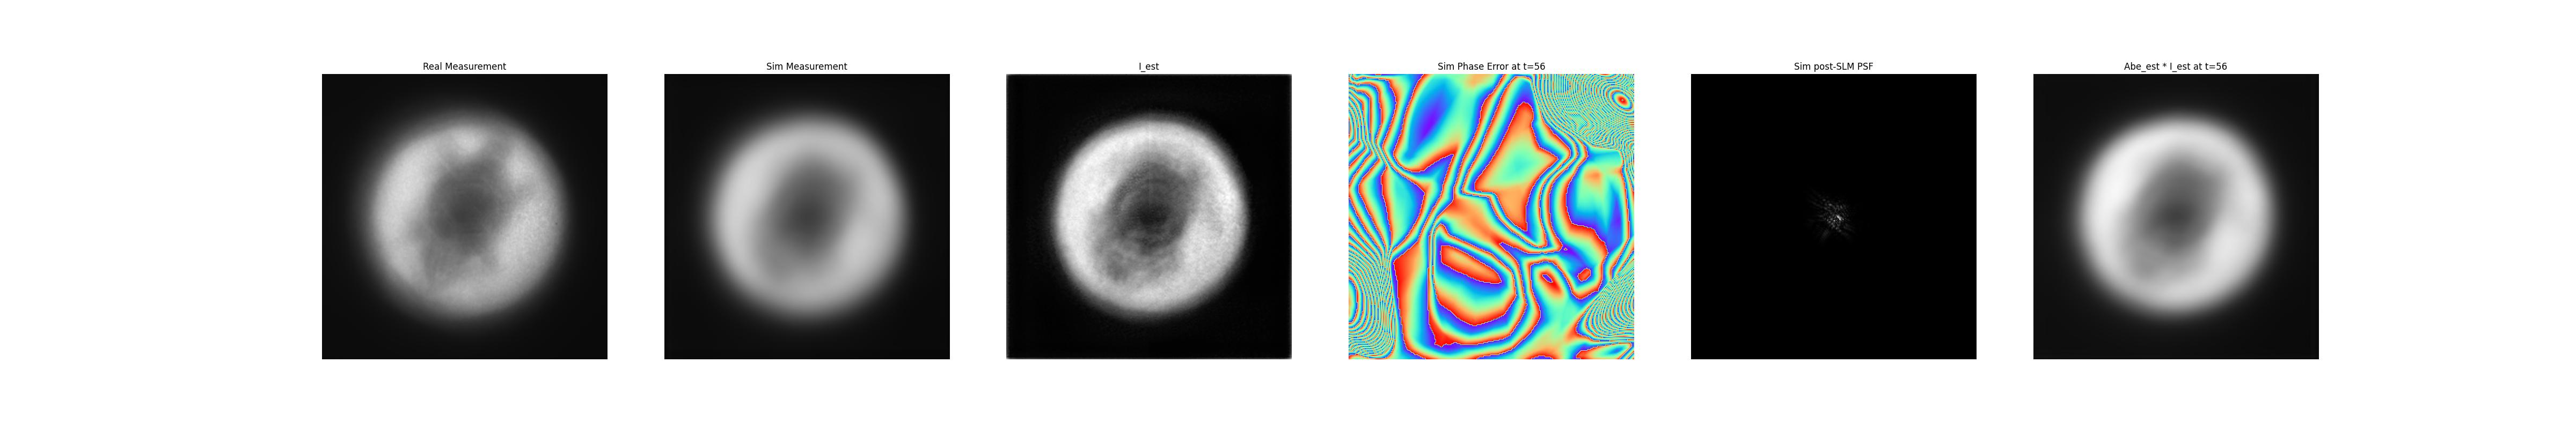 Real Measurement
Sim Measurement
I_est
Sim Phase Error at t=56
Sim post-SLM PSF
Abe_est * I_est at t=56